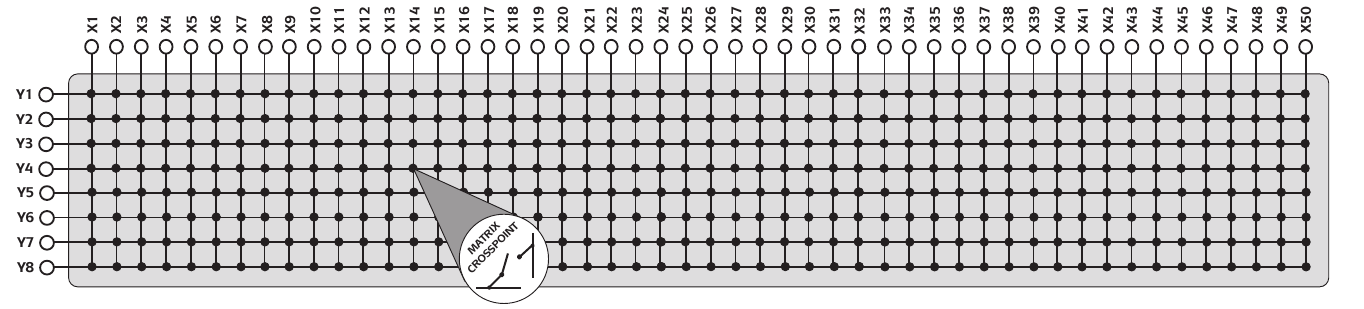 X1 X2 X3 X4 X5 X6 X7 X8 X9 X10 X11 X12 X13 X14 X15 X16 X17 X18 X19 X20 X21 X22 X23 X24 X25 X26 X27 X28 X29 X30 X31 X32 X33 X34 X35 X36 X37 X38 X39 X40 X41 X42 X43 X44 X45 X46 X47 X48 X49 X50
Y1
Y2
Y3
Y4
Y5
Y6
Y7
Y8
MATRIX
CROSSPOINT